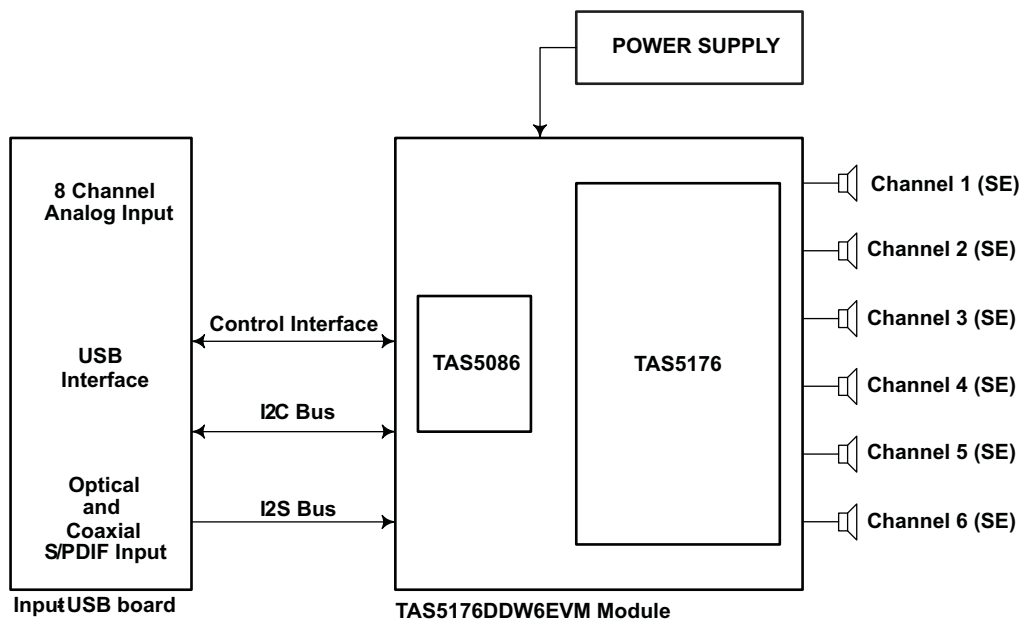 POWER SUPPLY
8 Channel
Analog Input
USB
Interface
Optical
and
Coaxial
S/PDIF Input
Input-USB board
Control Interface
I2C Bus
I2S Bus
TAS5086
TAS5176
TAS5176DDW6EVM Module
Channel 1 (SE)
Channel 2 (SE)
Channel 3 (SE)
Channel 4 (SE)
Channel 5 (SE)
Channel 6 (SE)